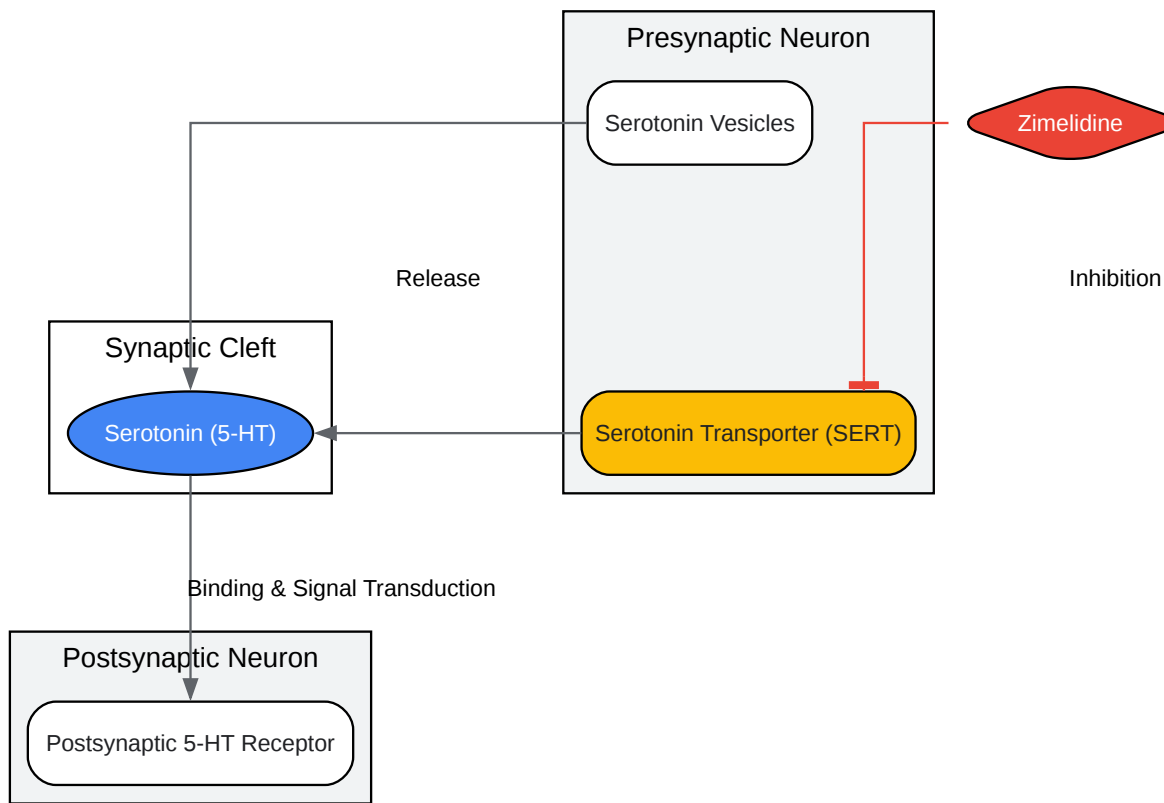 Presynaptic Neuron
Serotonin Vesicles
Zimelidine
Release
Inhibition
Synaptic Cleft
Serotonin (5-HT)
Serotonin Transporter (SERT)
Binding & Signal Transduction
Postsynaptic Neuron
Postsynaptic 5-HT Receptor